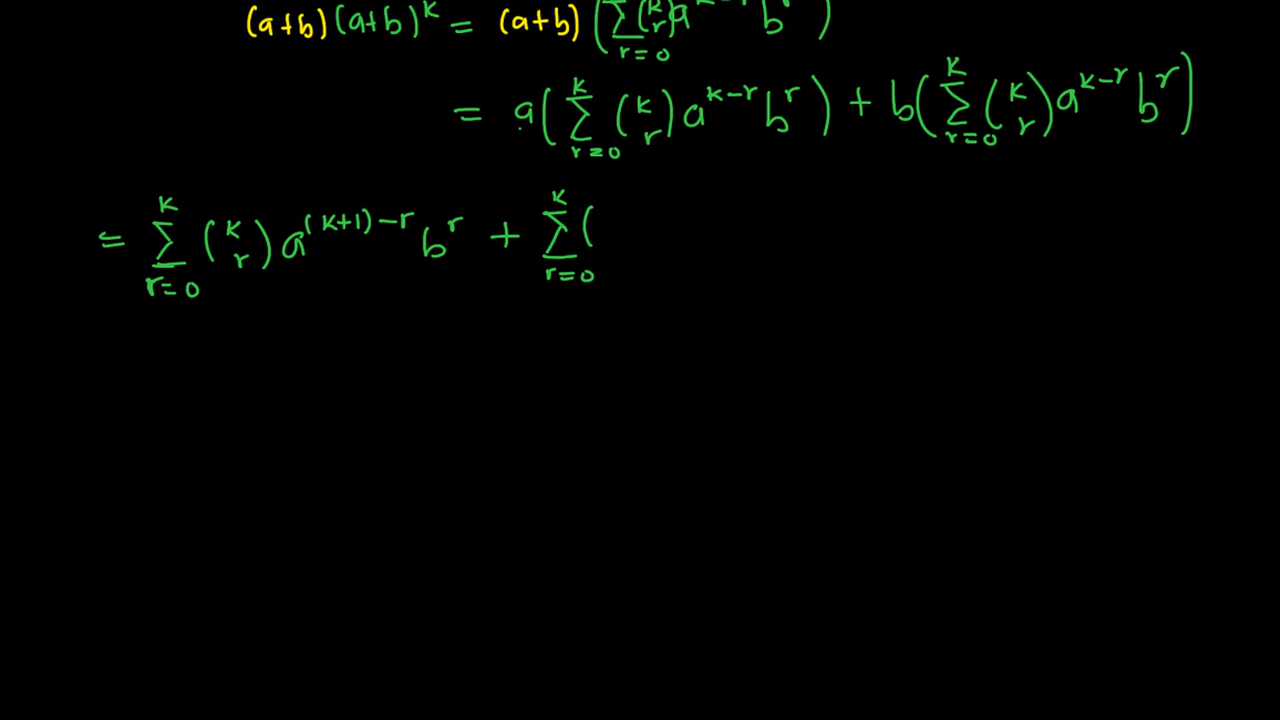 (a+b)(a+b)^k = (a+b)(∑_{r=0} (k r) a b^r)
= a(∑_{r=0}^{k} (k r) a^{k-r} b^r) + b(∑_{r=0}^{k} (k r) a^{k-r} b^r)
= ∑_{r=0}^{k} (k r) a^{(k+1)-r} b^r + ∑_{r=0}^{k} (